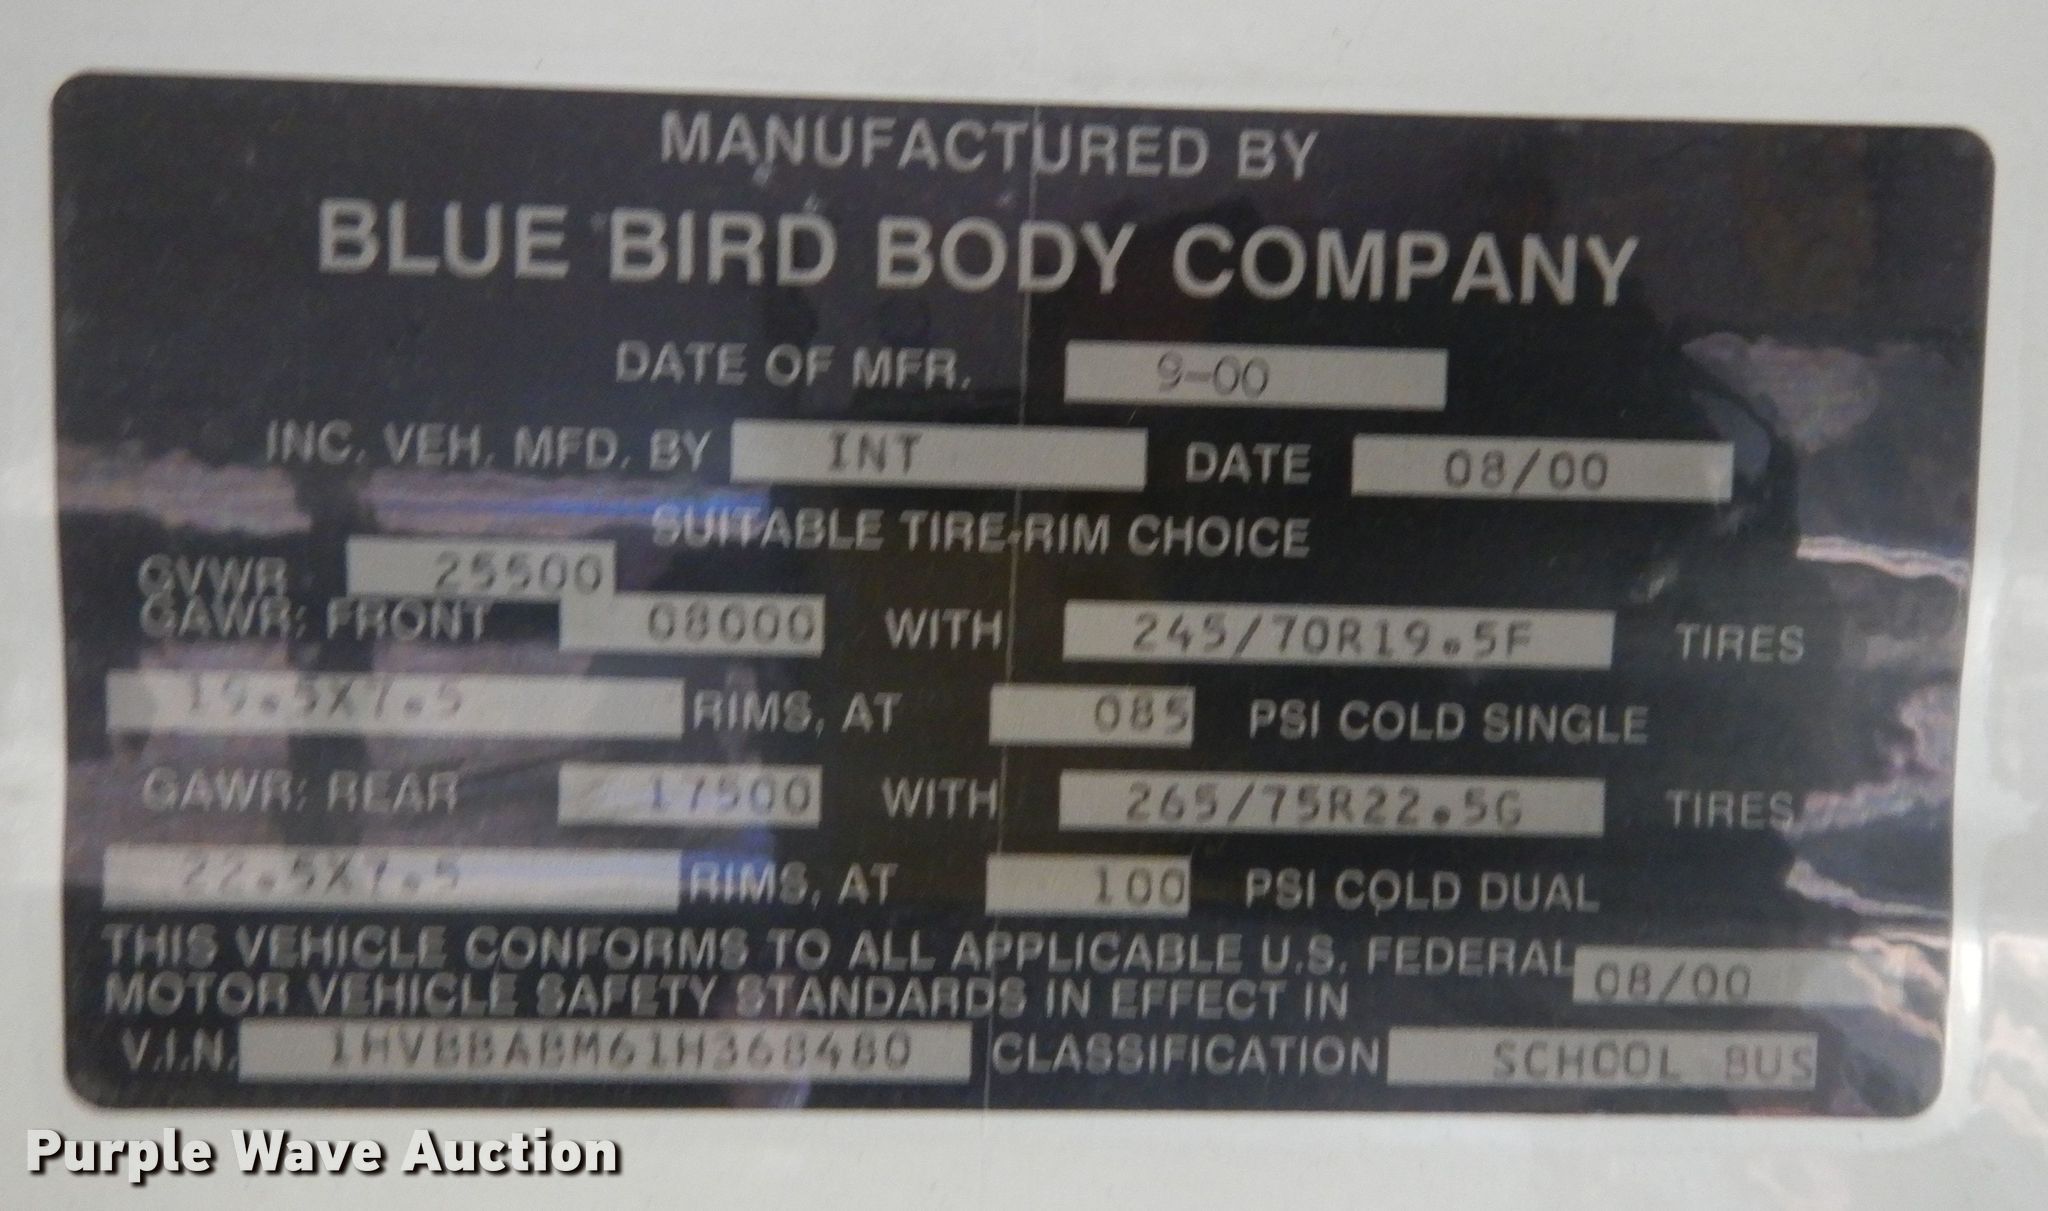 MANUFACTURED BY
BLUE BIRD BODY COMPANY
DATE OF MFR. 9-00
INC. VEH. MFD. BY INT DATE 08/00
SUITABLE TIRE-RIM CHOICE
GVWR 25500
GAWR: FRONT 08000 WITH 245/70R19.5F TIRES
19.5X7.5 RIMS, AT 085 PSI COLD SINGLE
GAWR: REAR 17500 WITH 265/75R22.5G TIRES
22.5X7.5 RIMS, AT 100 PSI COLD DUAL
THIS VEHICLE CONFORMS TO ALL APPLICABLE U.S. FEDERAL
MOTOR VEHICLE SAFETY STANDARDS IN EFFECT IN 08/00
V.I.N. 1HVBBABM61H368480 CLASSIFICATION SCHOOL BUS
Purple Wave Auction